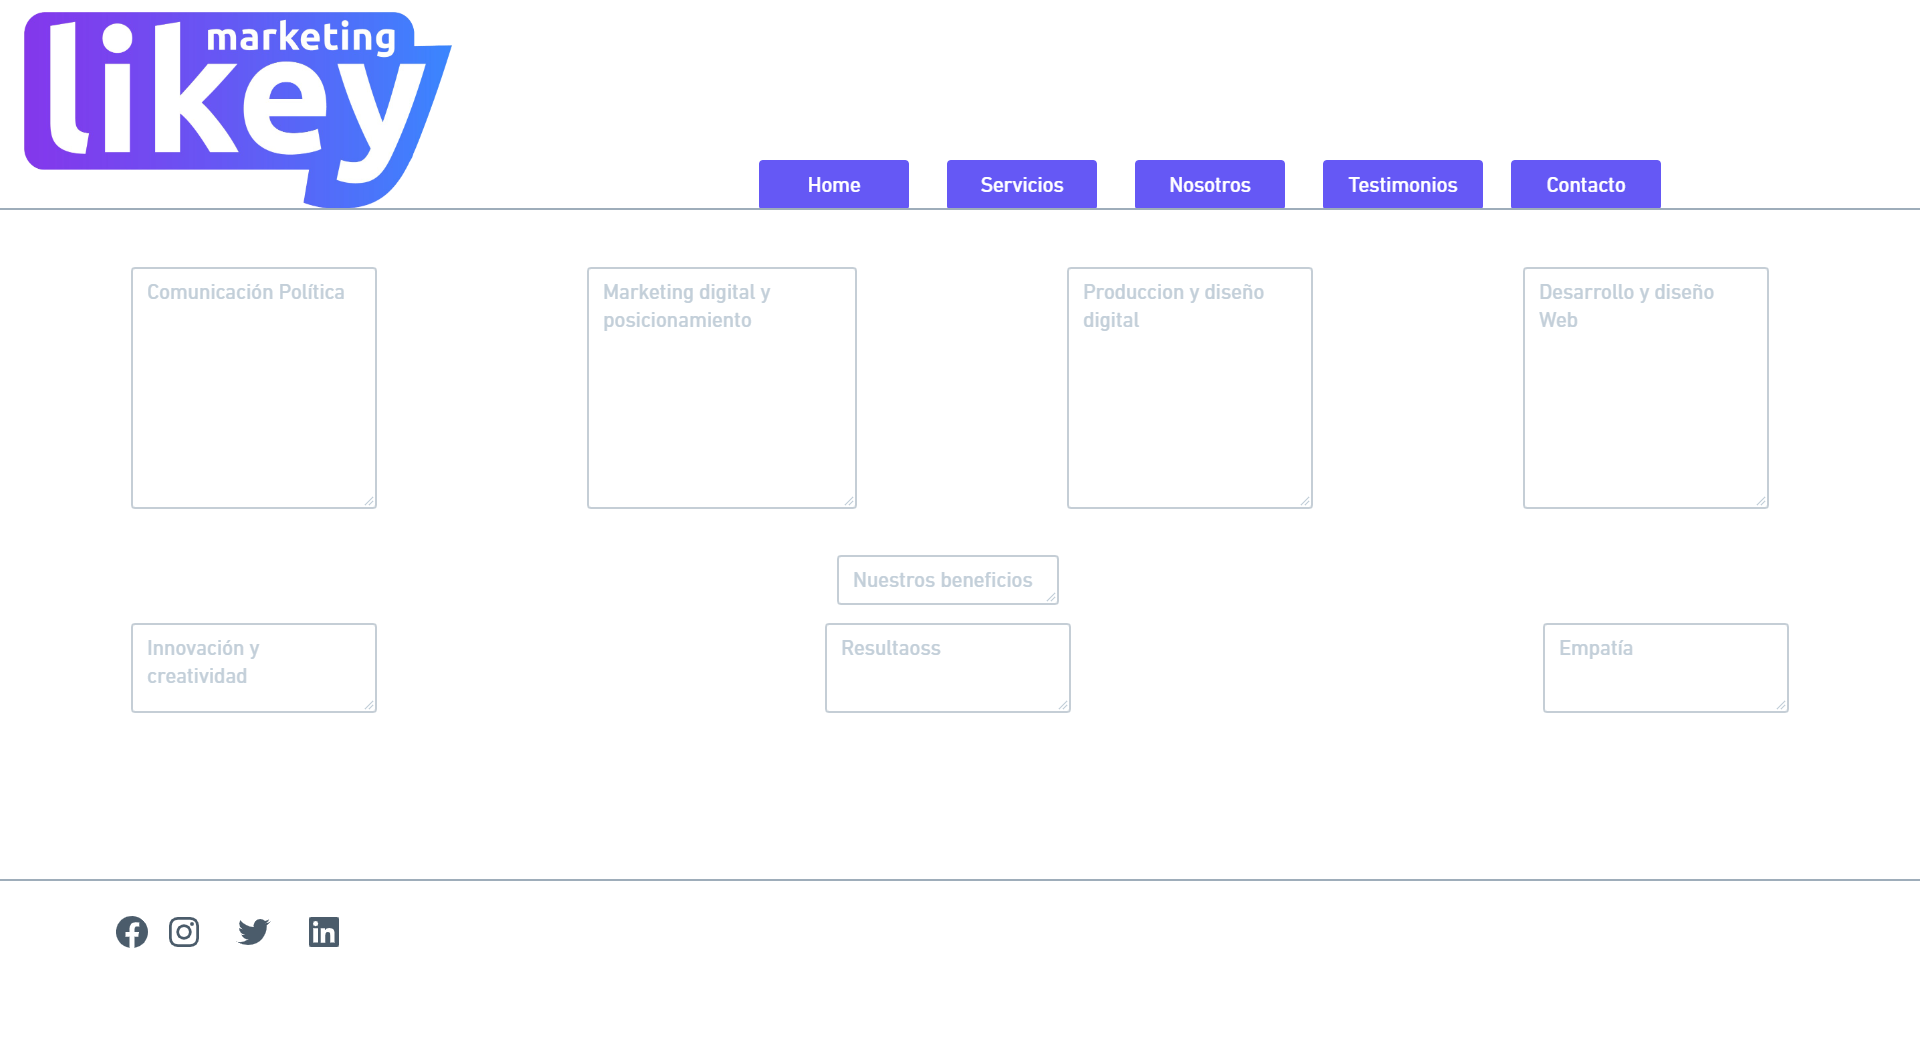 marketing
likey
Home
Servicios
Nosotros
Testimonios
Contacto
Comunicación Política
Marketing digital y
posicionamiento
Produccion y diseño
digital
Desarrollo y diseño
Web
Nuestros beneficios
Innovación y
creatividad
Resultaoss
Empatía